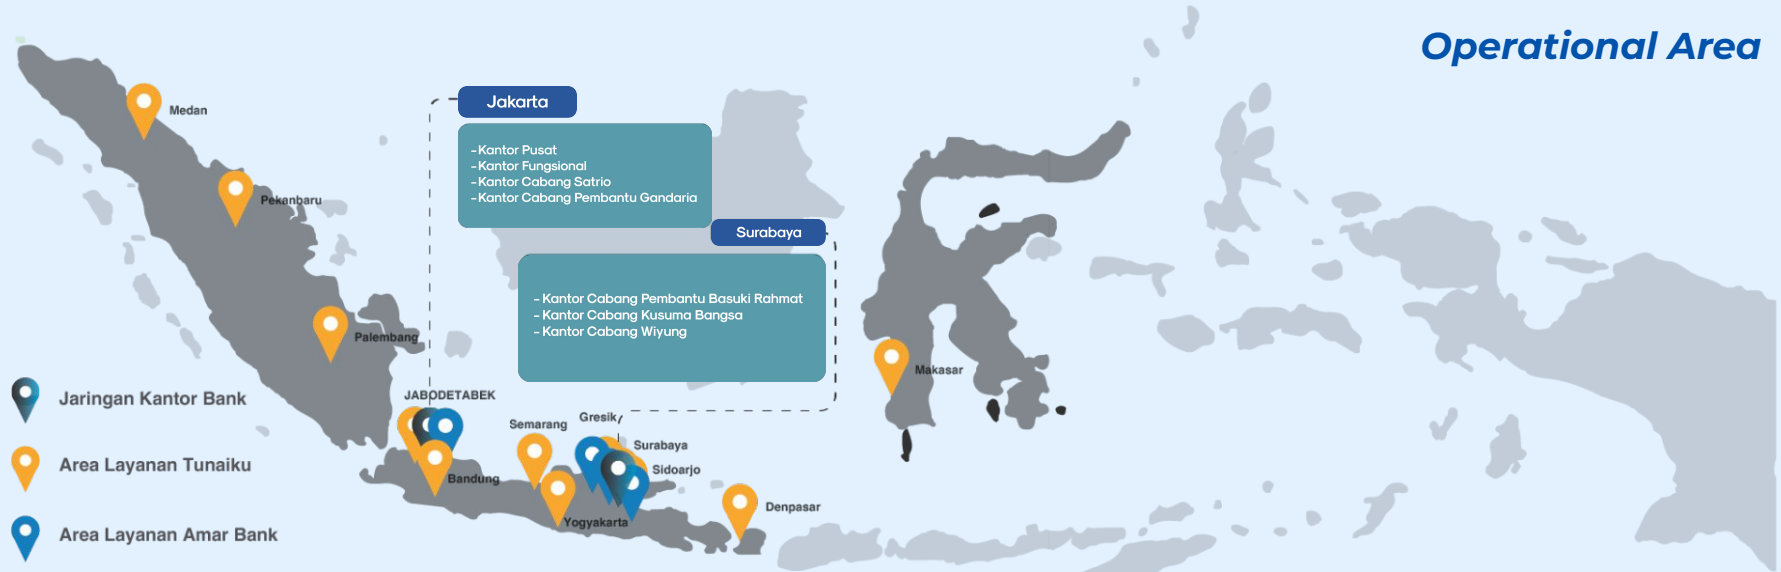 Operational Area
Medan
Jakarta
- Kantor Pusat
- Kantor Fungsional
- Kantor Cabang Satrio
- Kantor Cabang Pembantu Gandaria
Pekanbaru
Surabaya
- Kantor Cabang Pembantu Basuki Rahmat
- Kantor Cabang Kusuma Bangsa
- Kantor Cabang Wiyung
Palembang
Makasar
Jaringan Kantor Bank
JABODETABEK
Gresik
Semarang
Surabaya
Area Layanan Tunaiku
Sidoarjo
Bandung
Denpasar
Yogyakarta
Area Layanan Amar Bank